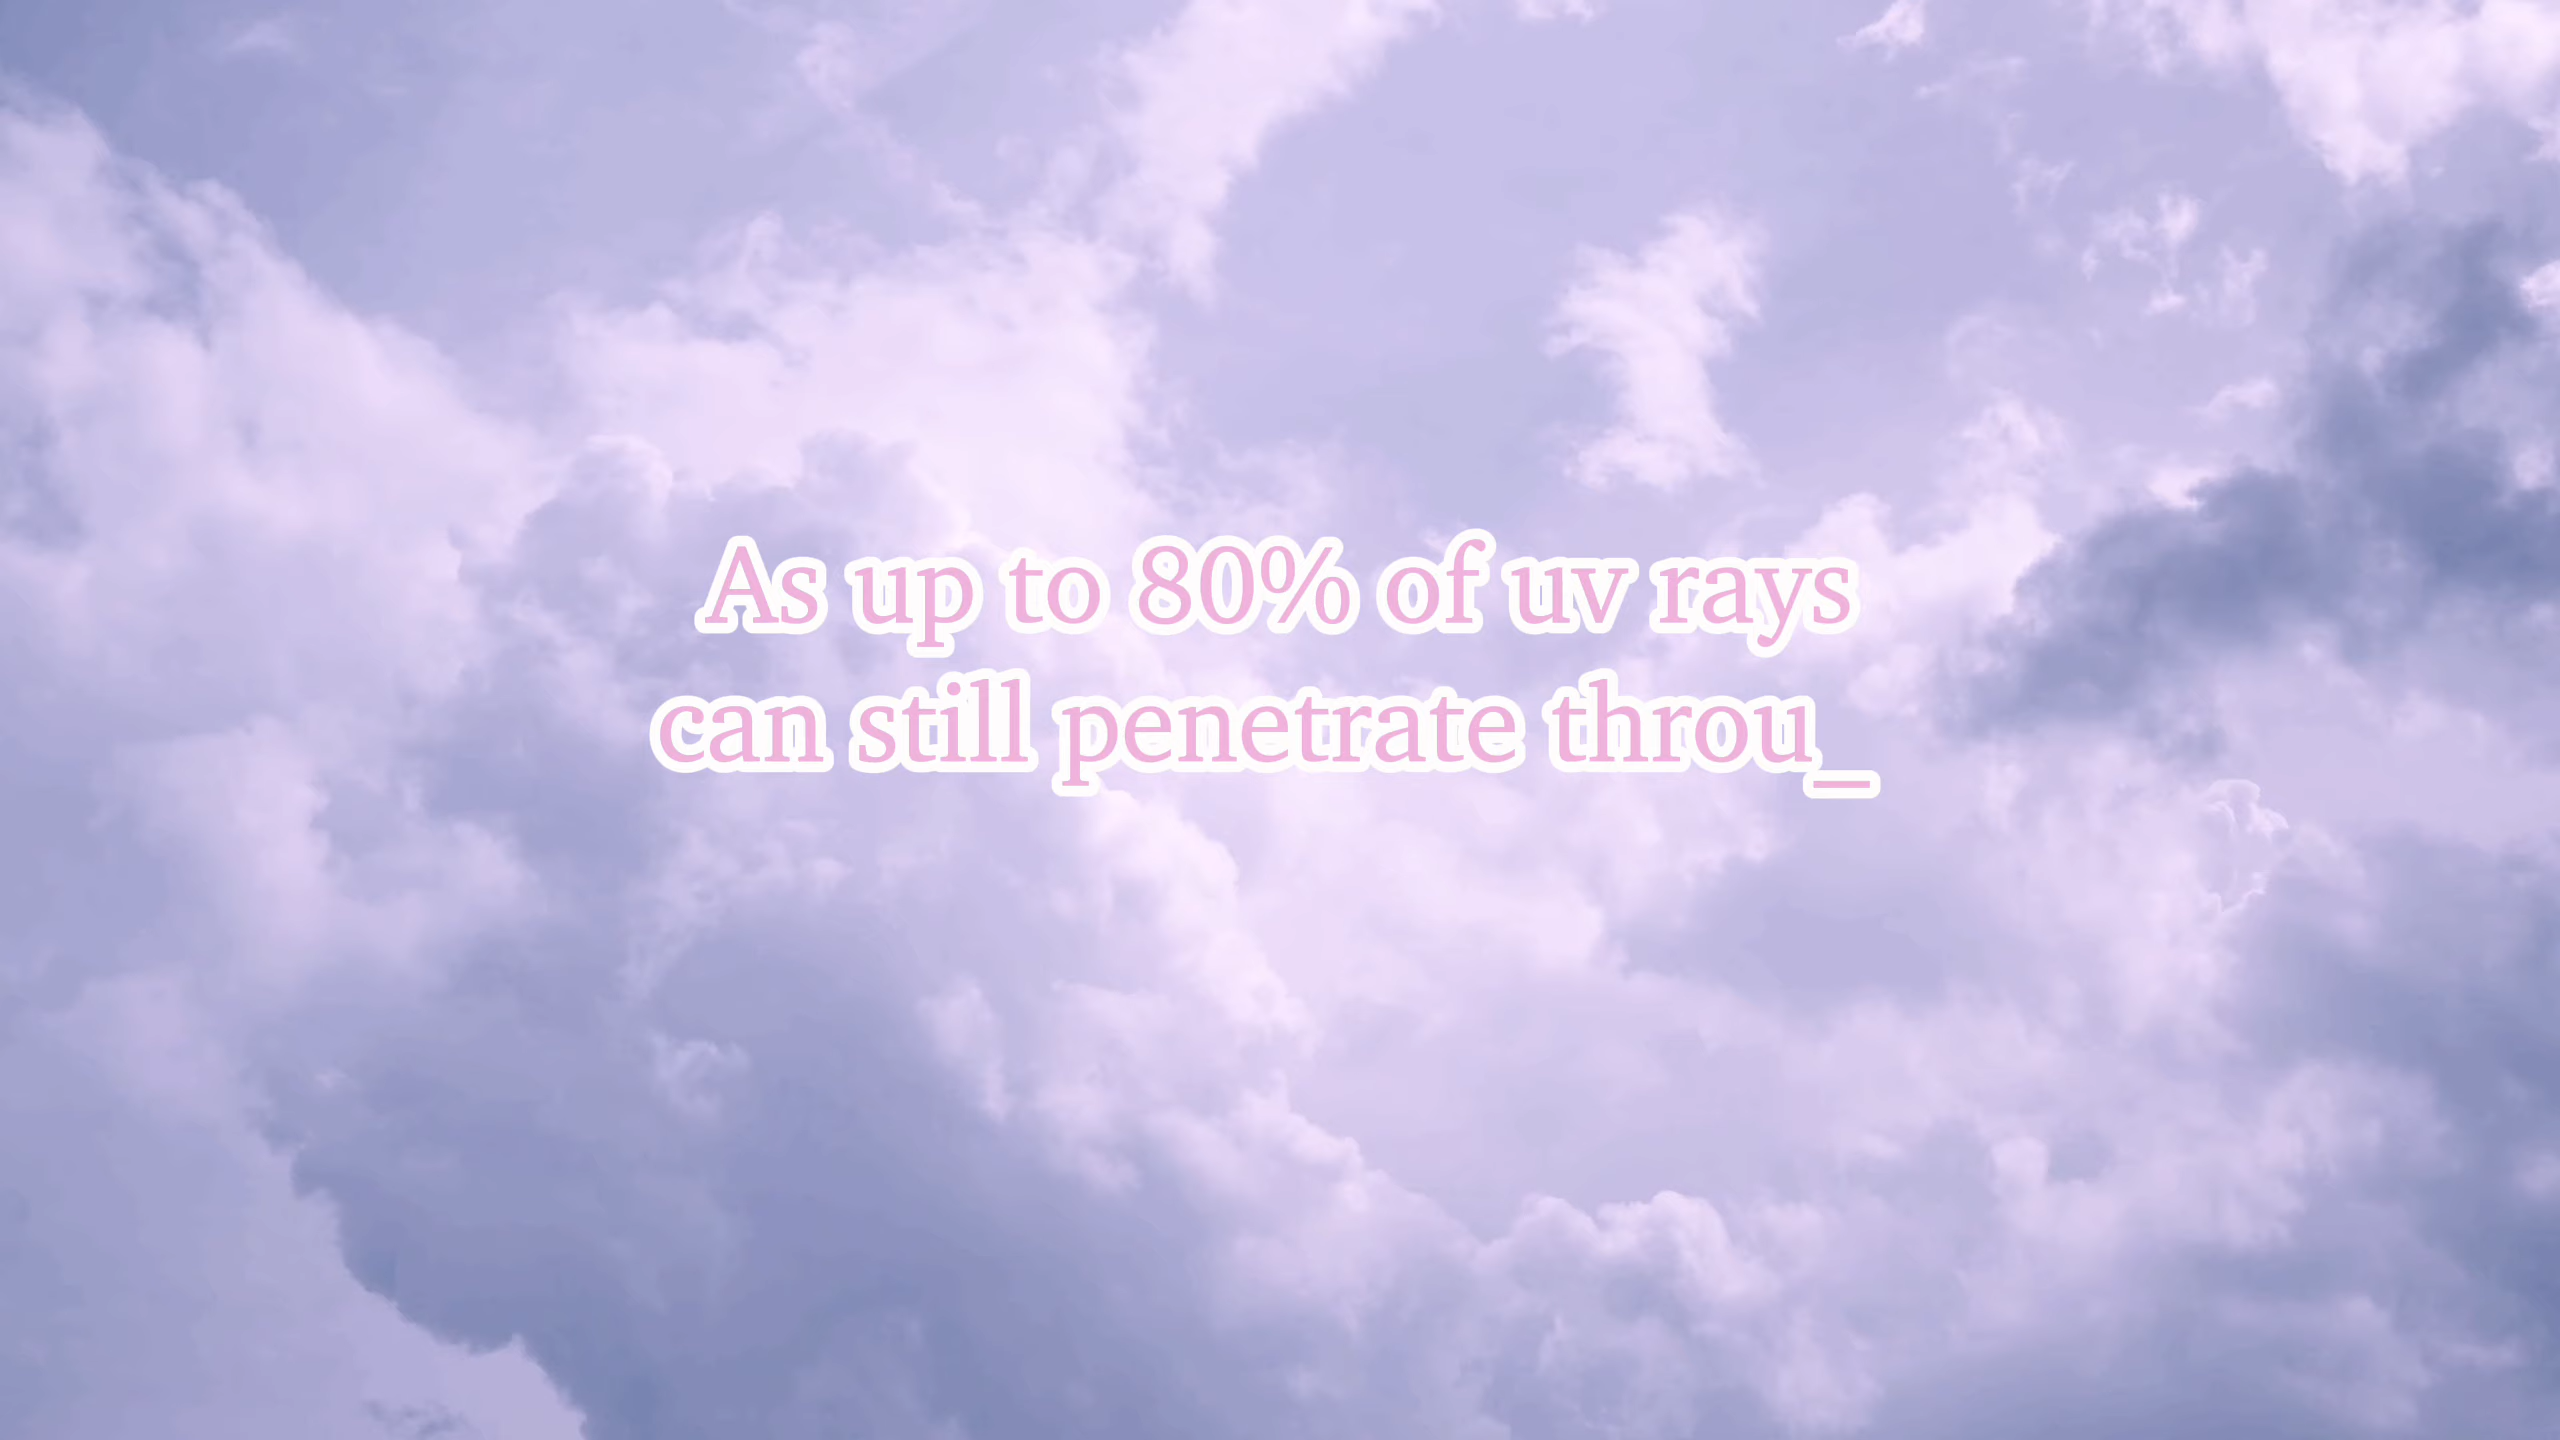 As up to 80% of uv rays
can still penetrate throu_